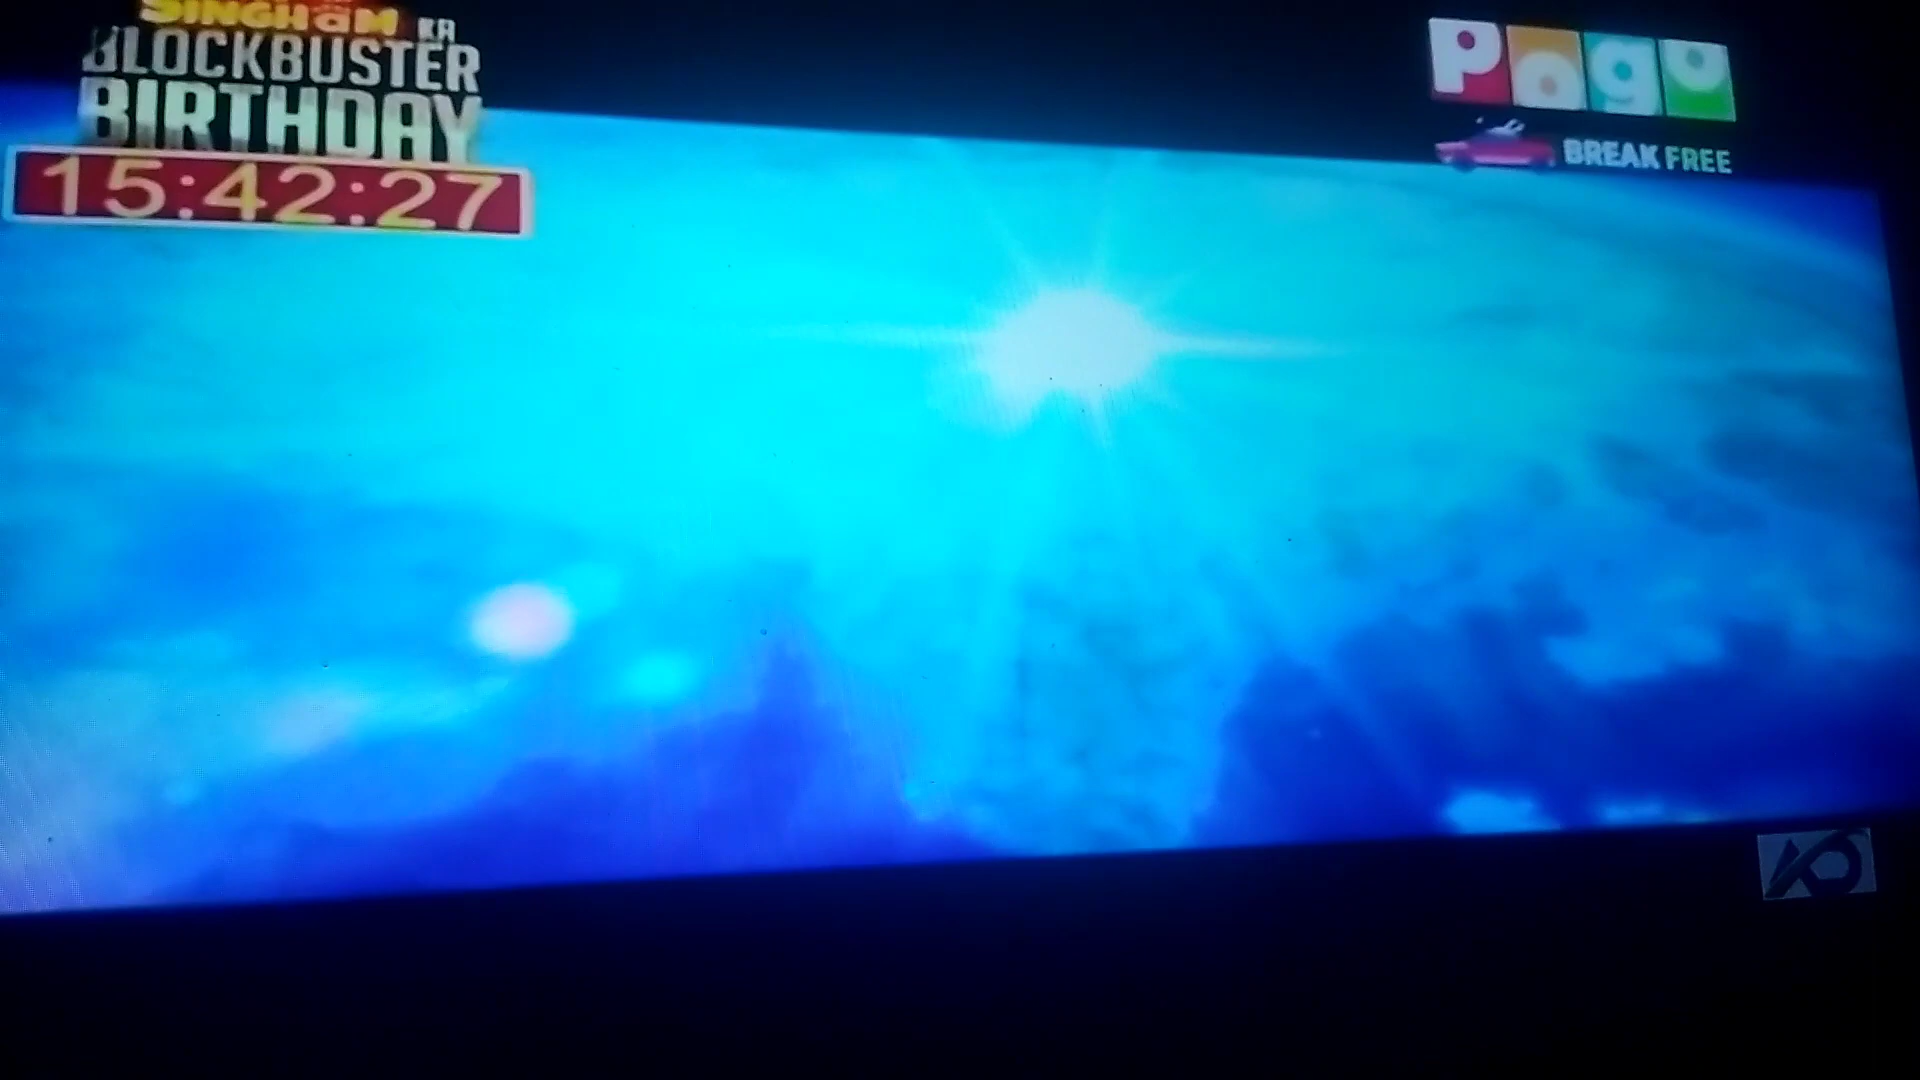 SINGHAM KA
BLOCKBUSTER
BIRTHDAY
15:42:27
Pogo
BREAK FREE